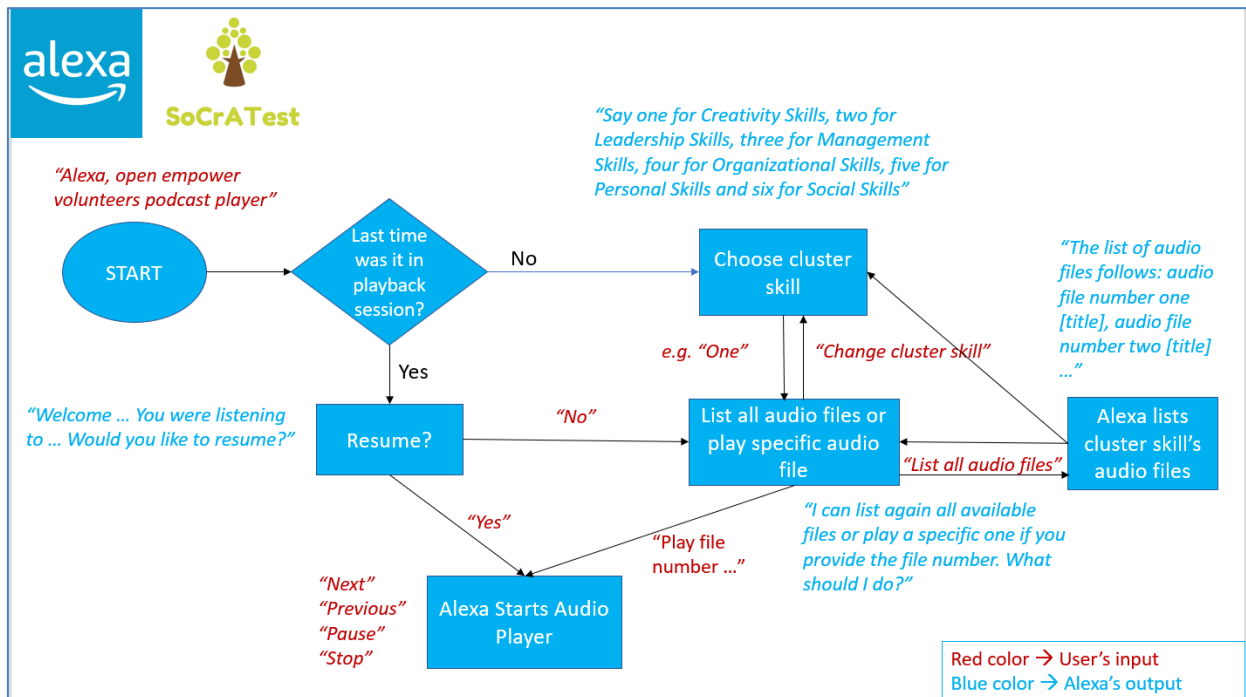 alexa
SoCrATest
“Say one for Creativity Skills, two for
Leadership Skills, three for Management
Skills, four for Organizational Skills, five for
Personal Skills and six for Social Skills”
“Alexa, open empower
volunteers podcast player”
START
Last time
was it in
playback
session?
No
Choose cluster
skill
“The list of audio
files follows: audio
file number one
[title], audio file
number two [title]
…”
Yes
e.g. “One”
“Change cluster skill”
“Welcome … You were listening
to … Would you like to resume?”
Resume?
“No”
List all audio files or
play specific audio
file
“List all audio files”
Alexa lists
cluster skill’s
audio files
“Yes”
“Play file
number …”
“I can list again all available
files or play a specific one if you
provide the file number. What
should I do?”
“Next”
“Previous”
“Pause”
“Stop”
Alexa Starts Audio
Player
Red color → User’s input
Blue color → Alexa’s output